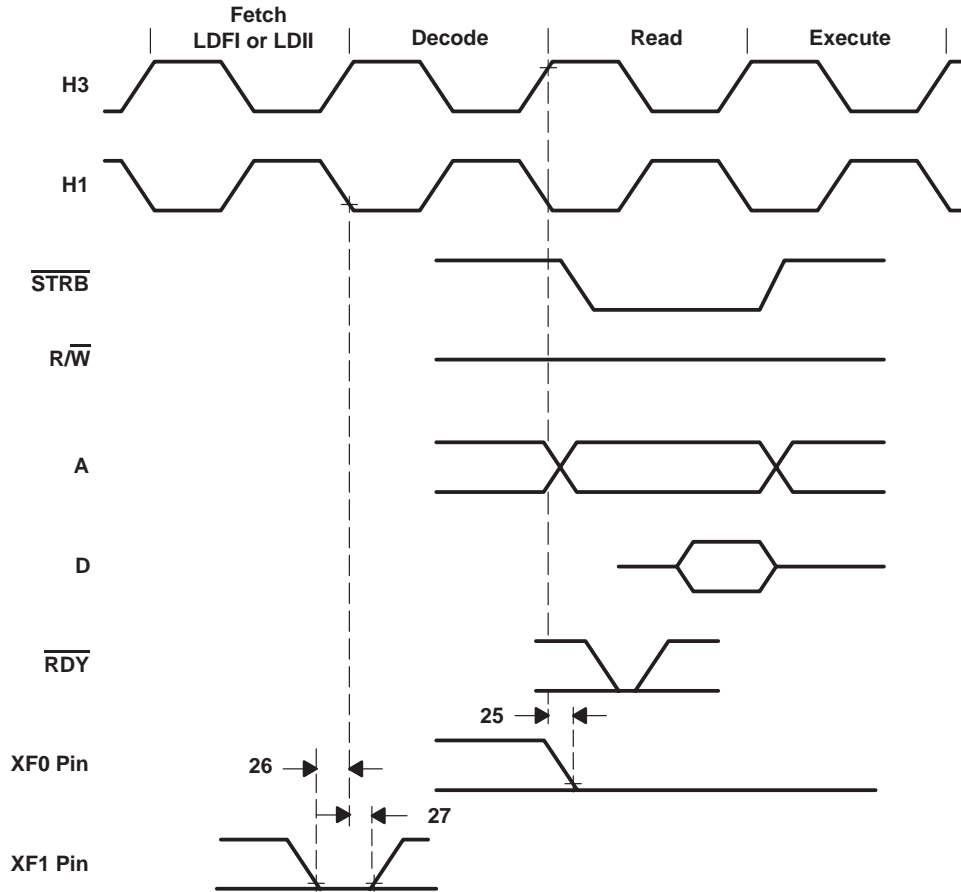 Fetch
LDFI or LDII
Decode
Read
Execute
H3
H1
STRB
R/W
A
D
RDY
25
XF0 Pin
26
27
XF1 Pin